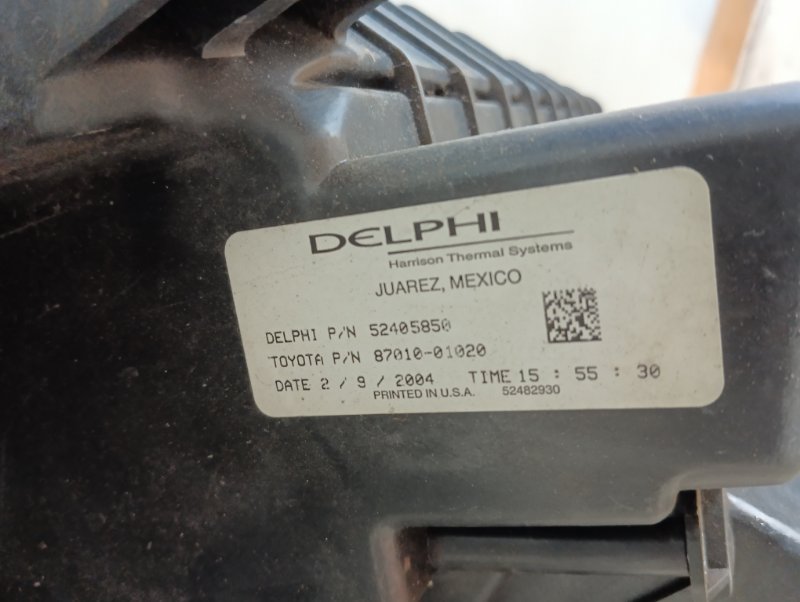 DELPHI
Harrison Thermal Systems
JUAREZ, MEXICO
DELPHI P/N 52405850
TOYOTA P/N 87010-01020
DATE 2 / 9 / 2004 TIME 15 : 55 : 30
PRINTED IN U.S.A. 52482930